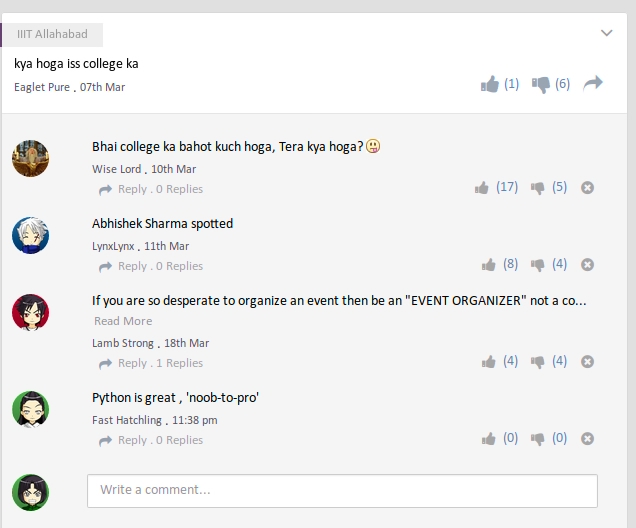 IIIT Allahabad
kya hoga iss college ka
Eaglet Pure . 07th Mar
(1) (6)
Bhai college ka bahot kuch hoga, Tera kya hoga?😜
Wise Lord . 10th Mar
Reply . 0 Replies
(17) (5)
Abhishek Sharma spotted
LynxLynx . 11th Mar
Reply . 0 Replies
(8) (4)
If you are so desperate to organize an event then be an "EVENT ORGANIZER" not a co...
Read More
Lamb Strong . 18th Mar
Reply . 1 Replies
(4) (4)
Python is great , 'noob-to-pro'
Fast Hatchling . 11:38 pm
Reply . 0 Replies
(0) (0)
Write a comment...